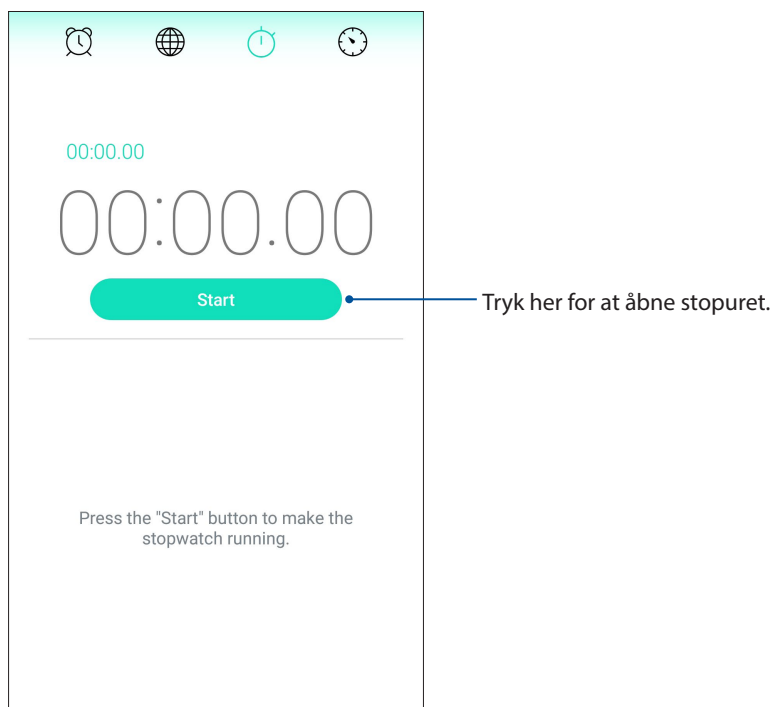 00:00.00
00:00.00
Start
Tryk her for at åbne stopuret.
Press the "Start" button to make the
stopwatch running.